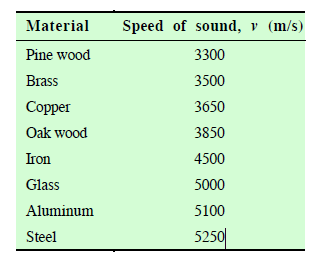 Material Speed of sound, v (m/s)
Pine wood 3300
Brass 3500
Copper 3650
Oak wood 3850
Iron 4500
Glass 5000
Aluminum 5100
Steel 5250